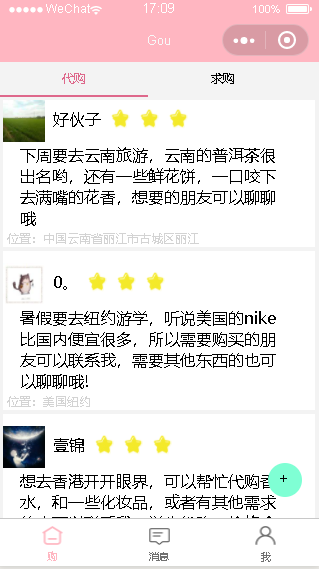 WeChat
17:09
100%
Gou
代购
求购
好伙子
下周要去云南旅游，云南的普洱茶很
出名哟，还有一些鲜花饼，一口咬下
去满嘴的花香，想要的朋友可以聊聊
哦
位置：中国云南省丽江市古城区丽江
0。
暑假要去纽约游学，听说美国的nike
比国内便宜很多，所以需要购买的朋
友可以联系我，需要其他东西的也可
以聊聊哦!
位置：美国纽约
壹锦
想去香港开开眼界，可以帮忙代购香
水，和一些化妆品，或者有其他需求
+
购
消息
我